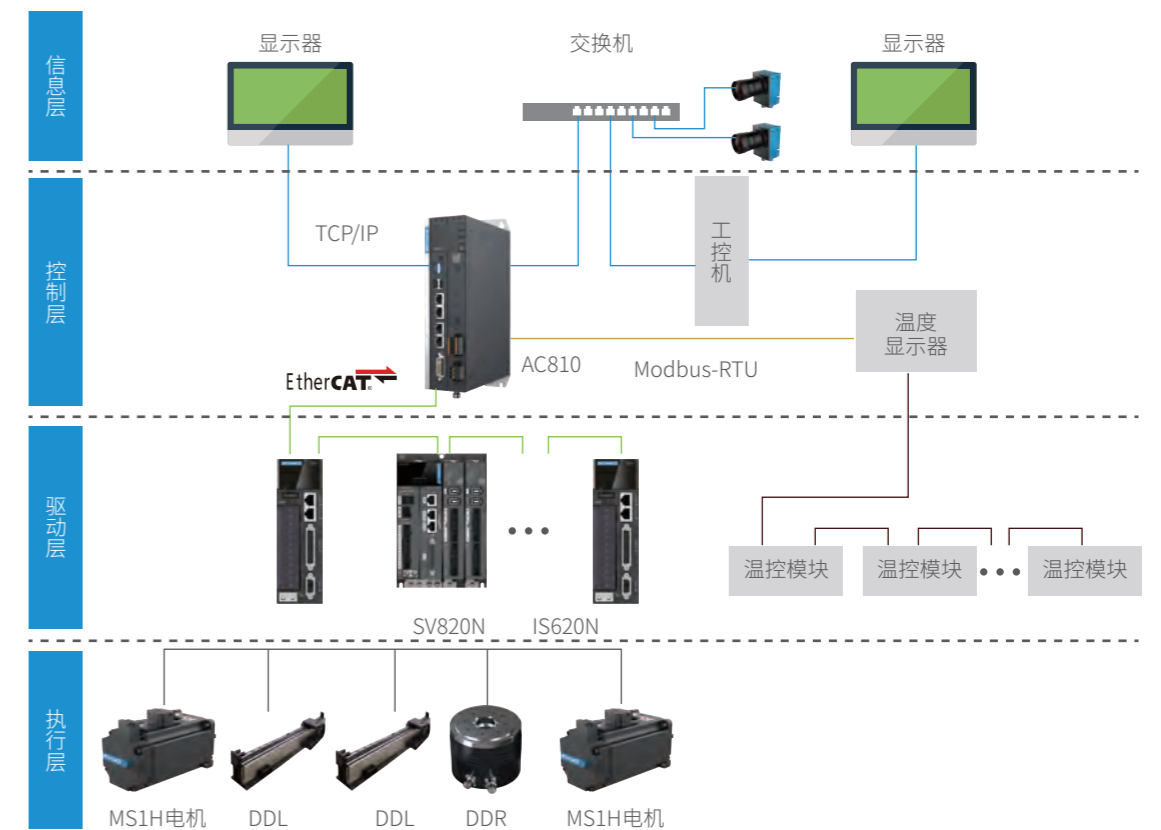 信息层
显示器
交换机
显示器
控制层
TCP/IP
工控机
温度
显示器
AC810
Modbus-RTU
EtherCAT
驱动层
温控模块
温控模块
温控模块
SV820N
IS620N
执行层
MS1H电机
DDL
DDL
DDR
MS1H电机